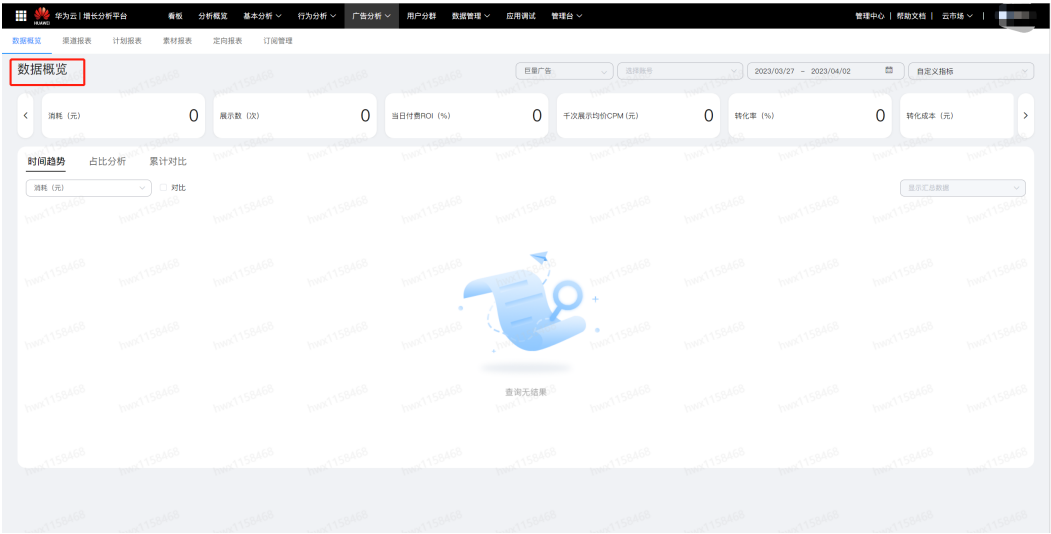 HUAWEI 华为云 | 增长分析平台 看板 分析概览 基本分析 行为分析 广告分析 用户分群 数据管理 应用调试 管理台 管理中心 | 帮助文档 | 云市场 |
数据概览 渠道报表 计划报表 素材报表 定向报表 订阅管理
数据概览 巨量广告 选择账号 2023/03/27 - 2023/04/02 自定义指标
消耗（元） 0 展示数（次） 0 当日付费ROI（%） 0 千次展示均价CPM（元） 0 转化率（%） 0 转化成本（元）
时间趋势 占比分析 累计对比
消耗（元） 对比 显示汇总数据
查询无结果
hwx1158468